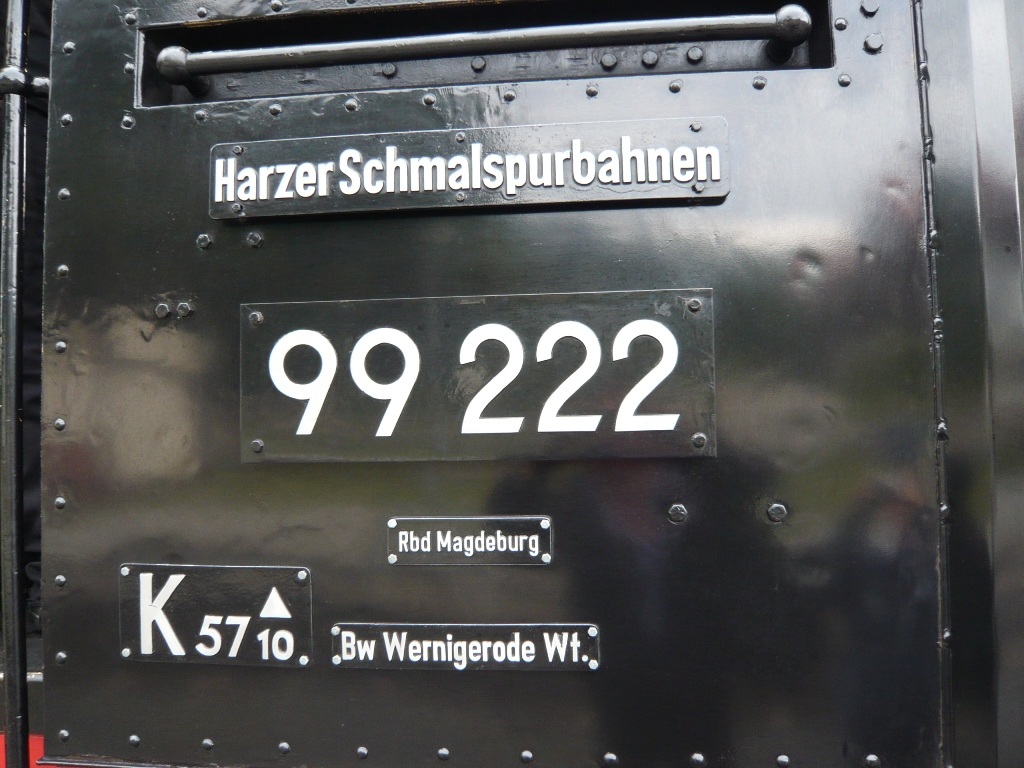 Harzer Schmalspurbahnen
99 222
Rbd Magdeburg
K 57 10
Bw Wernigerode Wt.